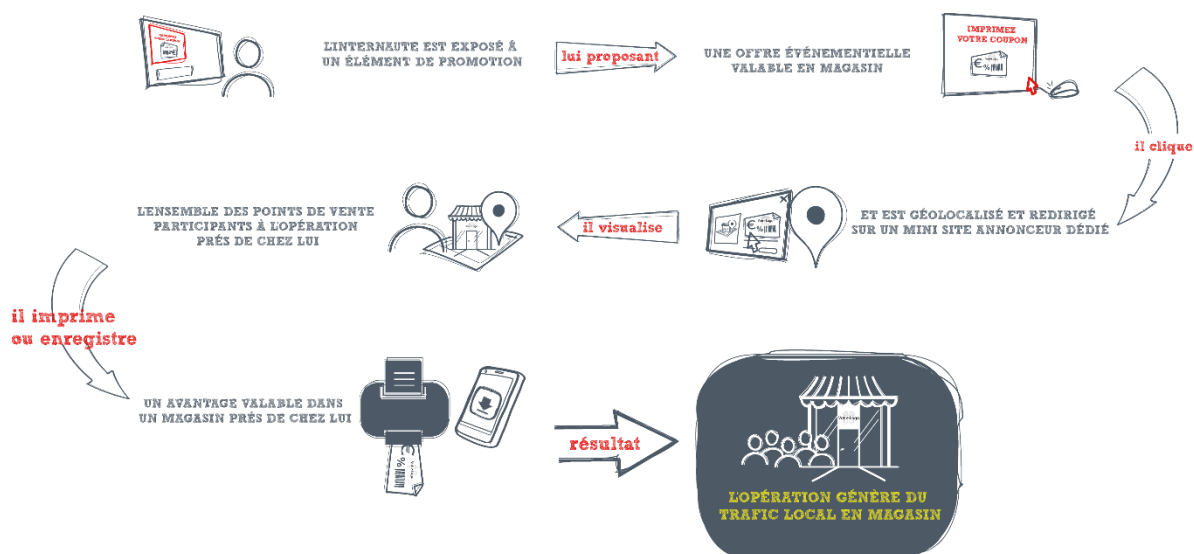 L'INTERNAUTE EST EXPOSÉ À
UN ÉLÉMENT DE PROMOTION
lui proposant
UNE OFFRE ÉVÉNEMENTIELLE
VALABLE EN MAGASIN
IMPRIMEZ
VOTRE COUPON
€ %
il clique
ET EST GÉOLOCALISÉ ET REDIRIGÉ
SUR UN MINI SITE ANNONCEUR DÉDIÉ
€ %
il visualise
L'ENSEMBLE DES POINTS DE VENTE
PARTICIPANTS À L'OPÉRATION
PRÉS DE CHEZ LUI
il imprime
ou enregistre
UN AVANTAGE VALABLE DANS
UN MAGASIN PRÉS DE CHEZ LUI
€ %
résultat
L'OPÉRATION GÉNÈRE DU
TRAFIC LOCAL EN MAGASIN